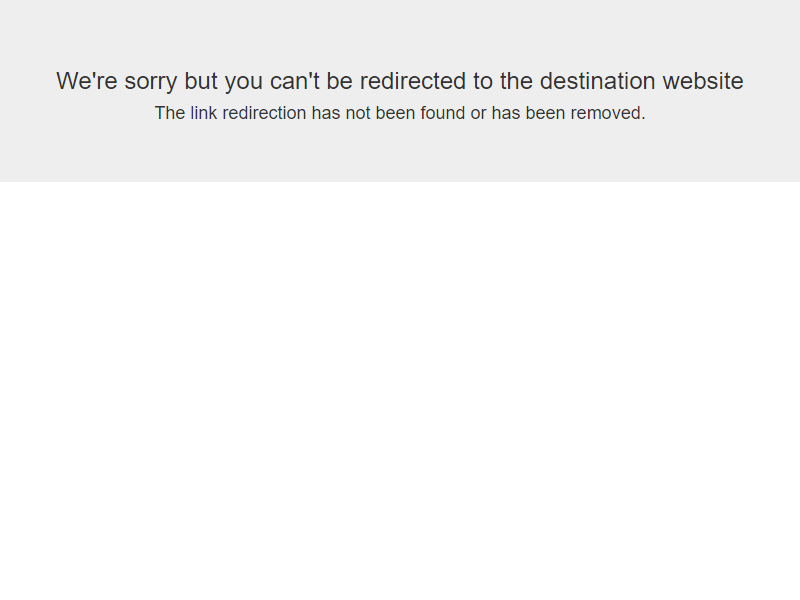 We're sorry but you can't be redirected to the destination website
The link redirection has not been found or has been removed.